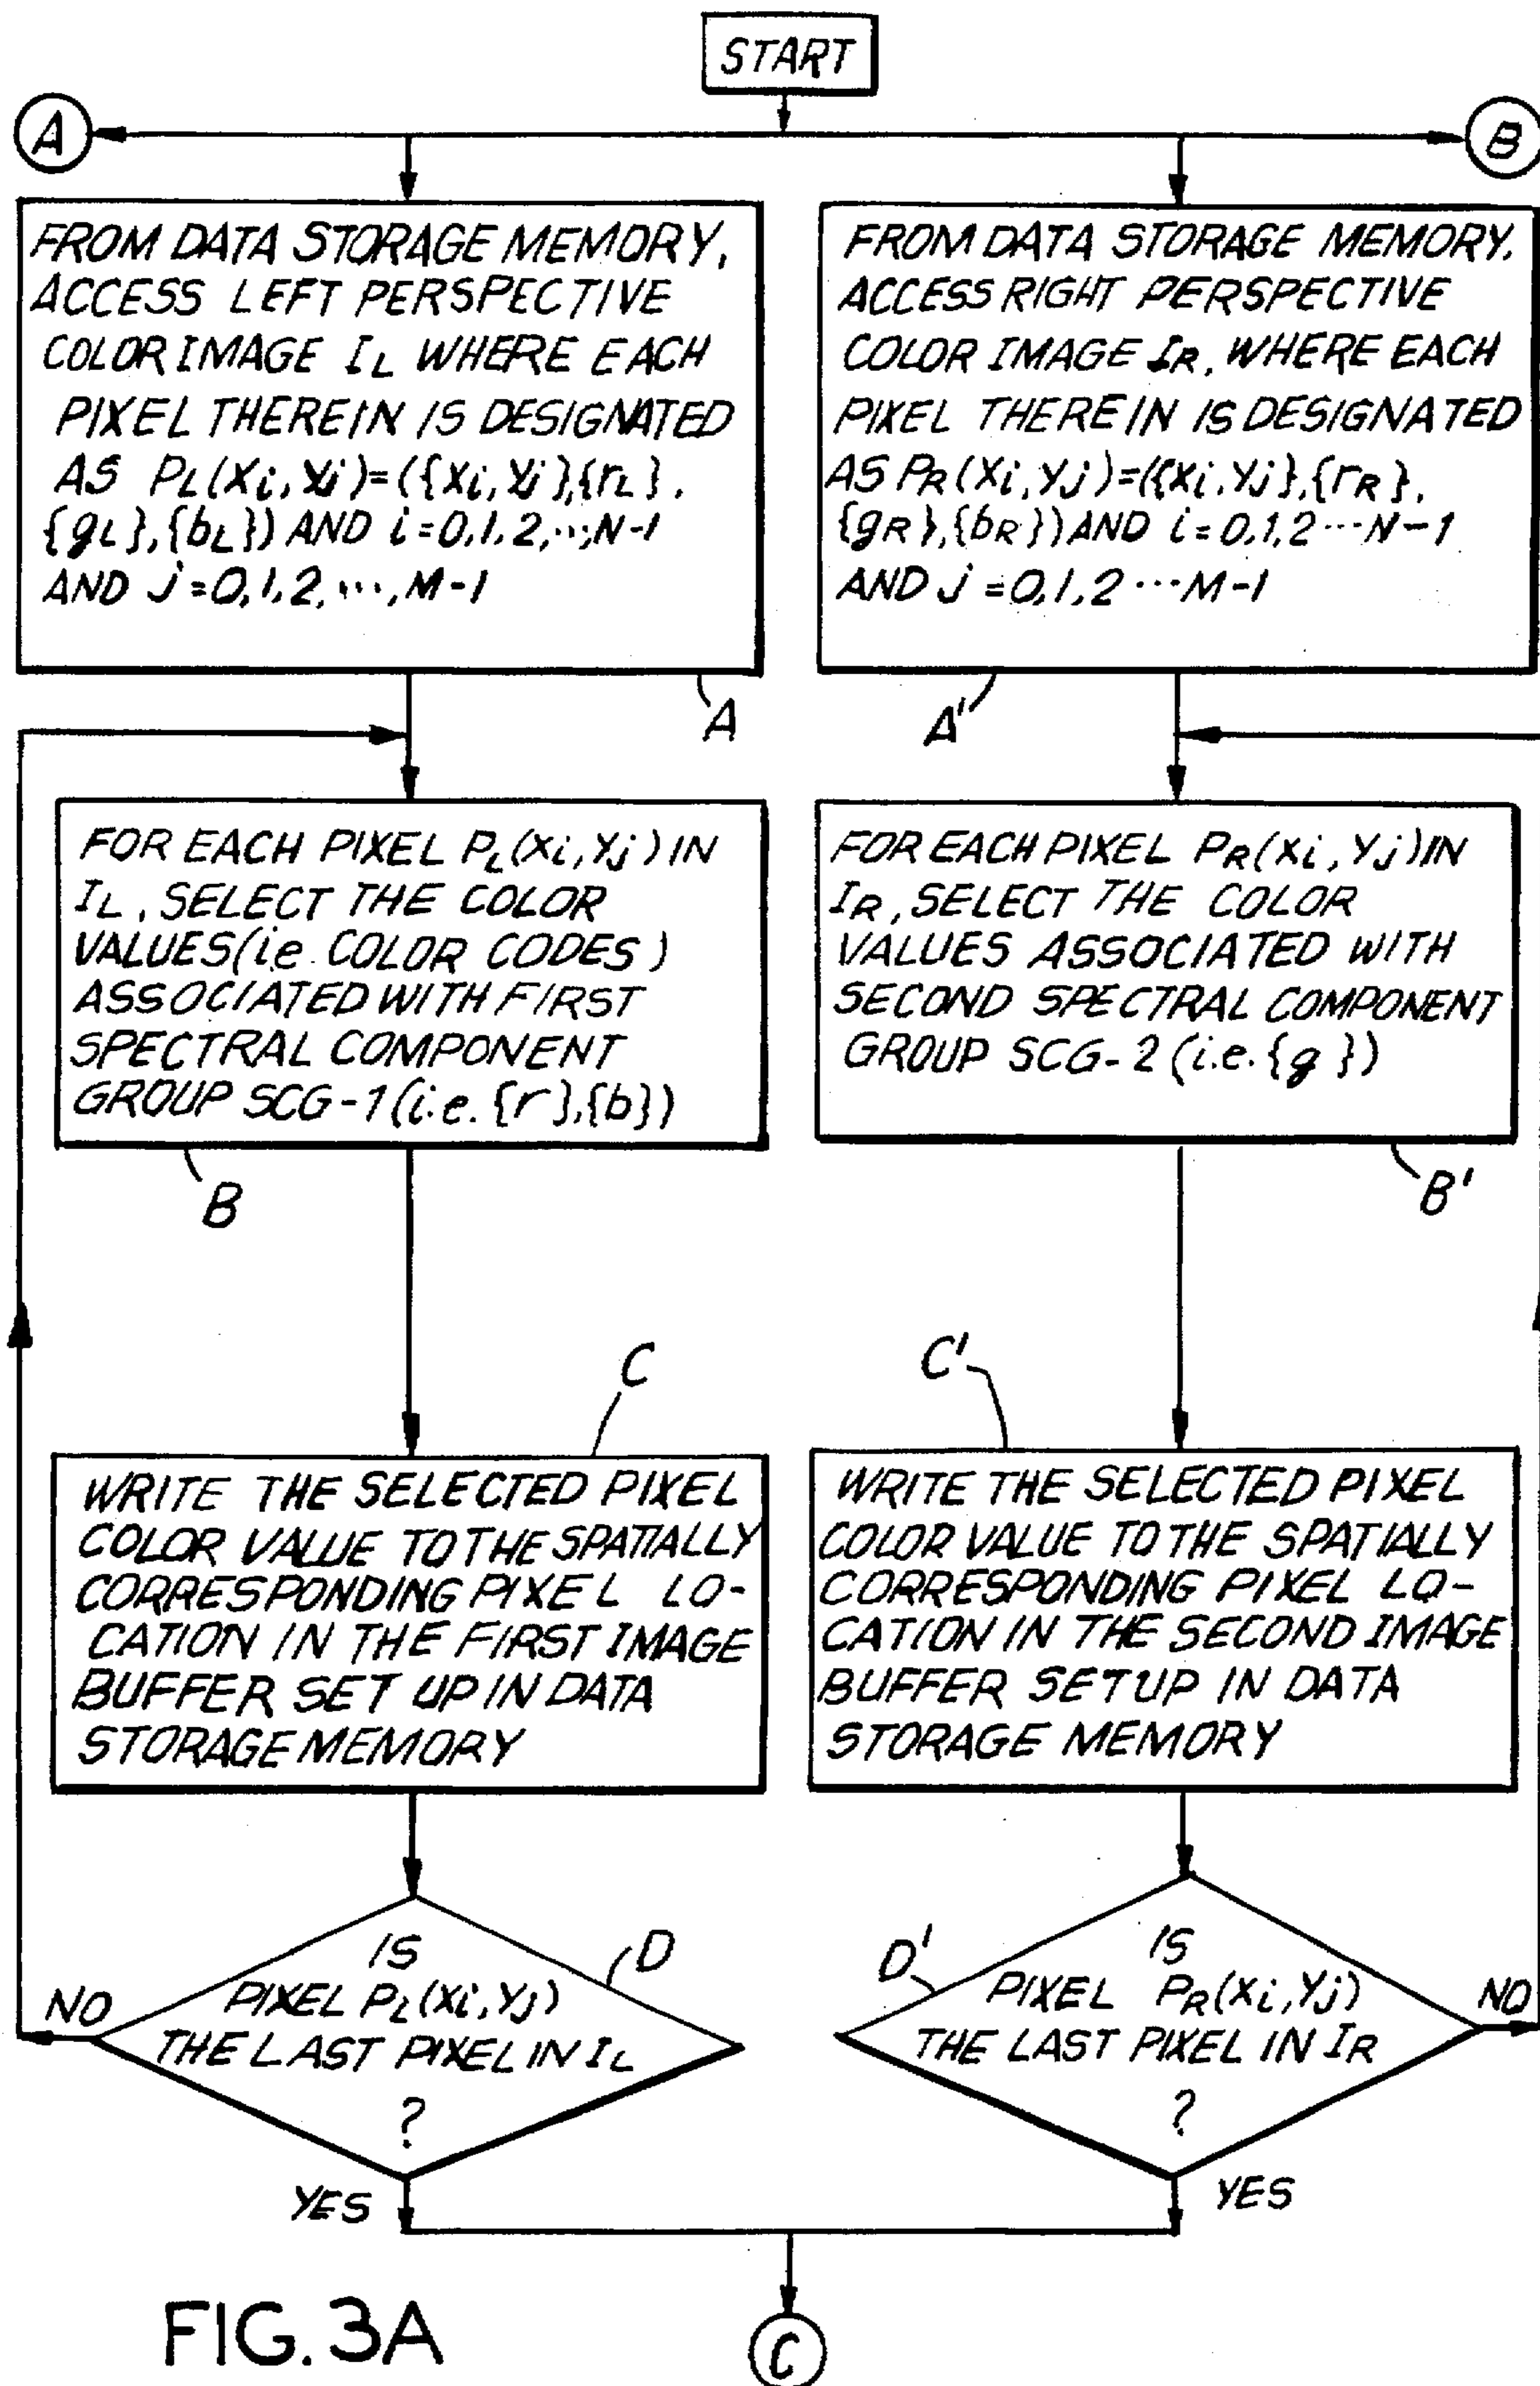 START
A
B
FROM DATA STORAGE MEMORY,
ACCESS LEFT PERSPECTIVE
COLOR IMAGE IL WHERE EACH
PIXEL THEREIN IS DESIGNATED
AS PL(Xi, Yj)=({Xi, Yj},{rL},
{gL},{bL}) AND i=0,1,2,...,N-1
AND j=0,1,2,...,M-1
A
FROM DATA STORAGE MEMORY,
ACCESS RIGHT PERSPECTIVE
COLOR IMAGE IR, WHERE EACH
PIXEL THEREIN IS DESIGNATED
AS PR(Xi, Yj)=({Xi, Yj},{rR},
{gR},{bR}) AND i=0,1,2...N-1
AND j=0,1,2...M-1
A'
FOR EACH PIXEL PL(Xi, Yj) IN
IL, SELECT THE COLOR
VALUES (i.e. COLOR CODES)
ASSOCIATED WITH FIRST
SPECTRAL COMPONENT
GROUP SCG-1 (i.e. {r},{b})
B
FOR EACH PIXEL PR(Xi, Yj) IN
IR, SELECT THE COLOR
VALUES ASSOCIATED WITH
SECOND SPECTRAL COMPONENT
GROUP SCG-2 (i.e. {g})
B'
C
WRITE THE SELECTED PIXEL
COLOR VALUE TO THE SPATIALLY
CORRESPONDING PIXEL LO-
CATION IN THE FIRST IMAGE
BUFFER SET UP IN DATA
STORAGE MEMORY
C'
WRITE THE SELECTED PIXEL
COLOR VALUE TO THE SPATIALLY
CORRESPONDING PIXEL LO-
CATION IN THE SECOND IMAGE
BUFFER SET UP IN DATA
STORAGE MEMORY
IS
PIXEL PL(Xi, Yj)
THE LAST PIXEL IN IL
?
D
NO
YES
IS
PIXEL PR(Xi, Yj)
THE LAST PIXEL IN IR
?
D'
NO
YES
C
FIG. 3A